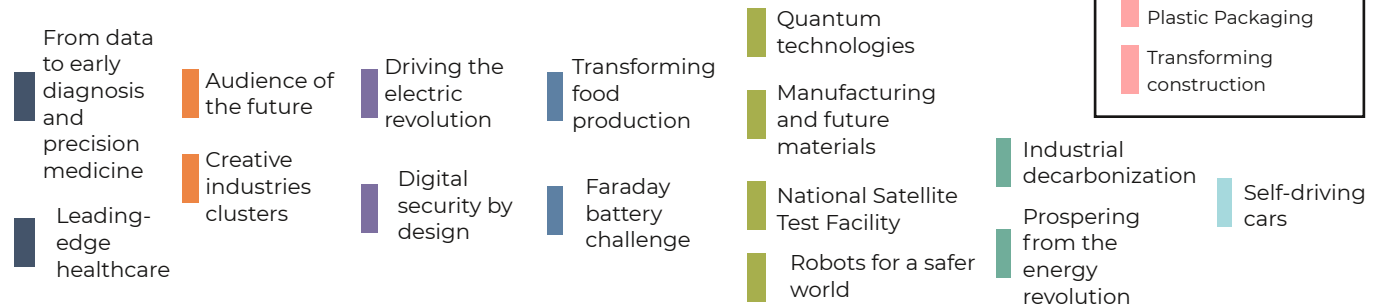 From data
to early
diagnosis
and
precision
medicine
Leading-
edge
healthcare
Audience of
the future
Creative
industries
clusters
Driving the
electric
revolution
Digital
security by
design
Transforming
food
production
Faraday
battery
challenge
Quantum
technologies
Manufacturing
and future
materials
National Satellite
Test Facility
Robots for a safer
world
Industrial
decarbonization
Prospering
from the
energy
revolution
Plastic Packaging
Transforming
construction
Self-driving
cars